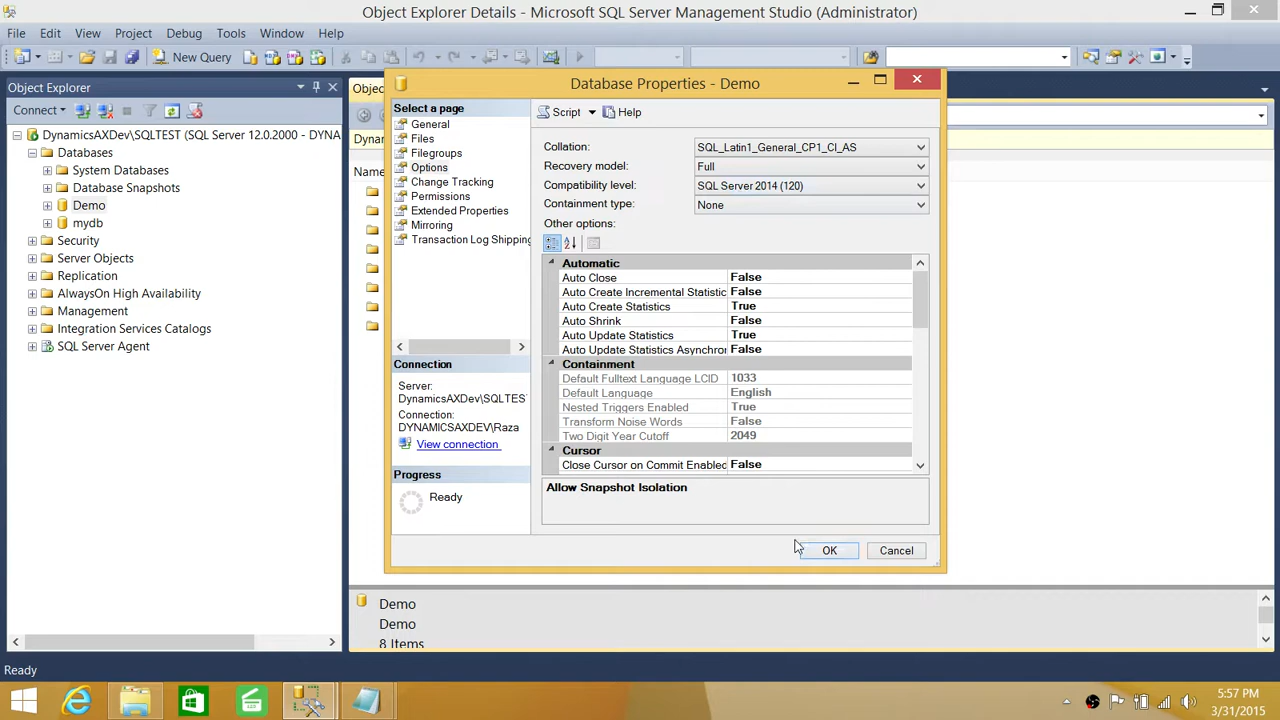 Object Explorer Details - Microsoft SQL Server Management Studio (Administrator)
File Edit View Project Debug Tools Window Help
New Query
Object Explorer
Connect
DynamicsAXDev\SQLTEST (SQL Server 12.0.2000 - DYNA
Databases
System Databases
Database Snapshots
Demo
mydb
Security
Server Objects
Replication
AlwaysOn High Availability
Management
Integration Services Catalogs
SQL Server Agent
Objec
Dynan
Name
Database Properties - Demo
Select a page
General
Files
Filegroups
Options
Change Tracking
Permissions
Extended Properties
Mirroring
Transaction Log Shipping
Connection
Server:
DynamicsAXDev\SQLTES
Connection:
DYNAMICSAXDEV\Raza
View connection
Progress
Ready
Script Help
Collation: SQL_Latin1_General_CP1_CI_AS
Recovery model: Full
Compatibility level: SQL Server 2014 (120)
Containment type: None
Other options:
Automatic
Auto Close False
Auto Create Incremental Statistic False
Auto Create Statistics True
Auto Shrink False
Auto Update Statistics True
Auto Update Statistics Asynchror False
Containment
Default Fulltext Language LCID 1033
Default Language English
Nested Triggers Enabled True
Transform Noise Words False
Two Digit Year Cutoff 2049
Cursor
Close Cursor on Commit Enabled False
Allow Snapshot Isolation
OK Cancel
Demo
Demo
8 Items
Ready
5:57 PM
3/31/2015